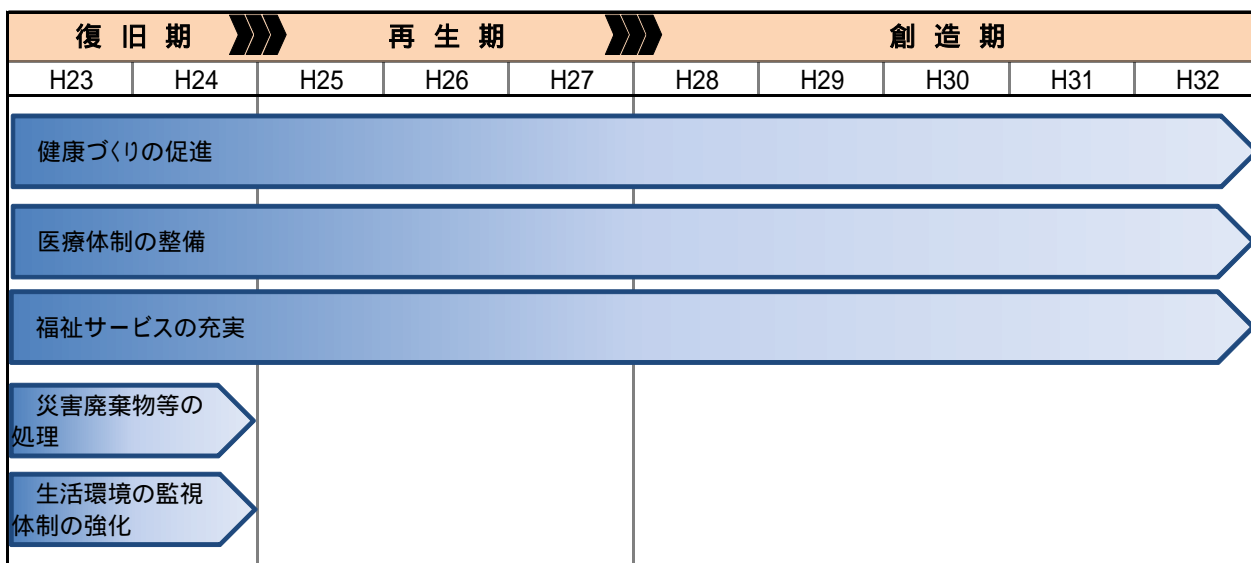 復旧期 再生期 創造期
H23 H24 H25 H26 H27 H28 H29 H30 H31 H32
健康づくりの促進
医療体制の整備
福祉サービスの充実
災害廃棄物等の
処理
生活環境の監視
体制の強化